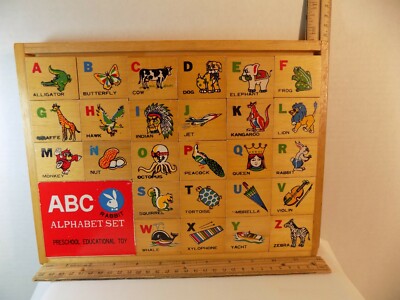 A B C D E F
ALLIGATOR BUTTERFLY COW DOG ELEPHANT FROG
G H I J K L
GIRAFFE HAWK INDIAN JET KANGAROO LION
M N O P Q R
MONKEY NUT OCTOPUS PEACOCK QUEEN RABBIT
ABC
RABBIT
ALPHABET SET
PRESCHOOL EDUCATIONAL TOY
S T U V
SQUIRREL TORTOISE UMBRELLA VIOLIN
W X Y Z
WHALE XYLOPHONE YACHT ZEBRA